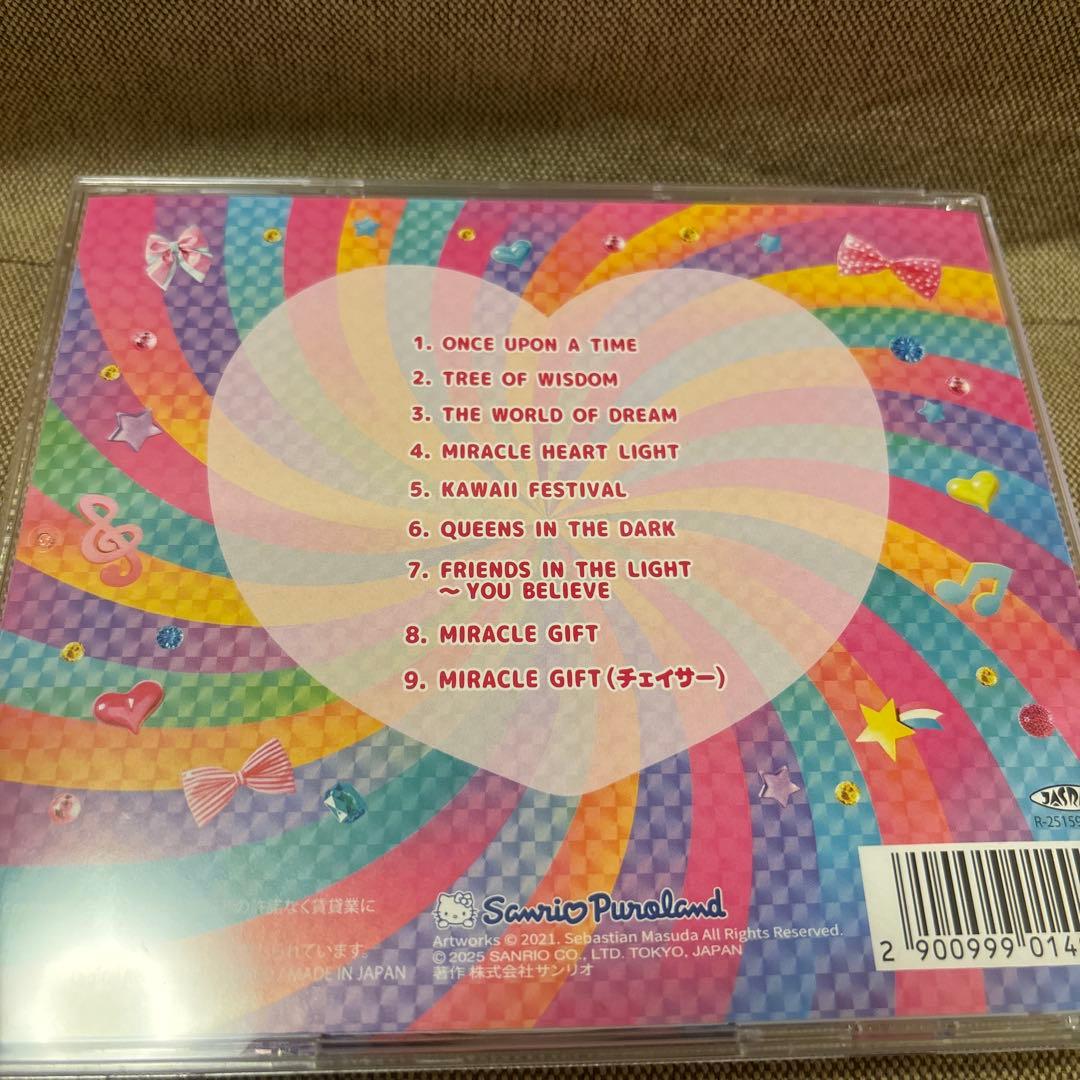 1. ONCE UPON A TIME
2. TREE OF WISDOM
3. THE WORLD OF DREAM
4. MIRACLE HEART LIGHT
5. KAWAII FESTIVAL
6. QUEENS IN THE DARK
7. FRIENDS IN THE LIGHT
～YOU BELIEVE
8. MIRACLE GIFT
9. MIRACLE GIFT(チェイサー)
R-25159
の許諾なく賃貸業に
られています。
MADE IN JAPAN
Sanrio Puroland
Artworks © 2021. Sebastian Masuda All Rights Reserved.
© 2025 SANRIO CO., LTD. TOKYO, JAPAN
著作 株式会社サンリオ
2 900999 014